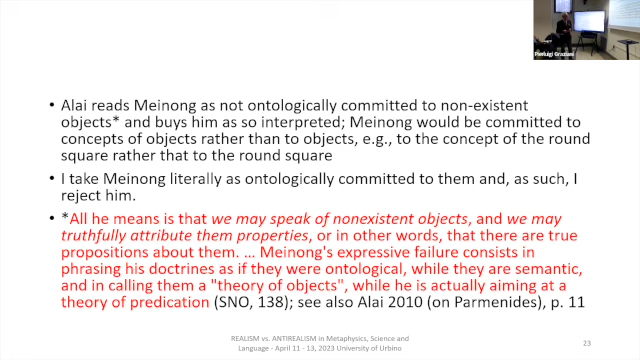 Pierluigi Graziani
• Alai reads Meinong as not ontologically committed to non-existent
objects* and buys him as so interpreted; Meinong would be committed to
concepts of objects rather than to objects, e.g., to the concept of the round
square rather that to the round square
• I take Meinong literally as ontologically committed to them and, as such, I
reject him.
• *All he means is that we may speak of nonexistent objects, and we may
truthfully attribute them properties, or in other words, that there are true
propositions about them. … Meinong's expressive failure consists in
phrasing his doctrines as if they were ontological, while they are semantic,
and in calling them a "theory of objects", while he is actually aiming at a
theory of predication (SNO, 138); see also Alai 2010 (on Parmenides), p. 11
REALISM vs. ANTIREALISM in Metaphysics, Science and
Language - April 11 - 13, 2023 University of Urbino
23